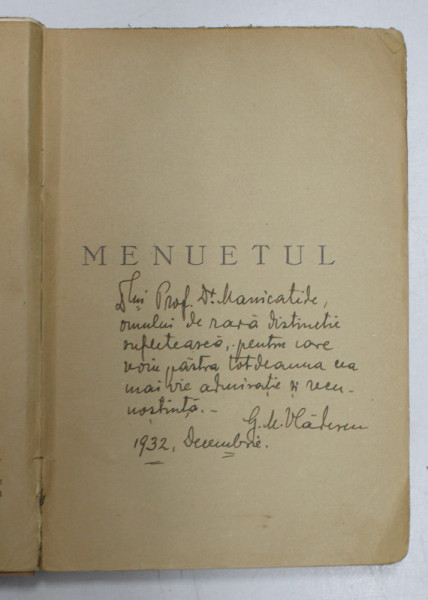 MENUETUL
Dlui Prof. Dr. Manicatide,
omului de rară distincție
sufletească, pentru care
voiu păstra totdeauna cea
mai vie admirație și recu-
noștință. –
G. M. Vlădescu
1932, Decembrie.